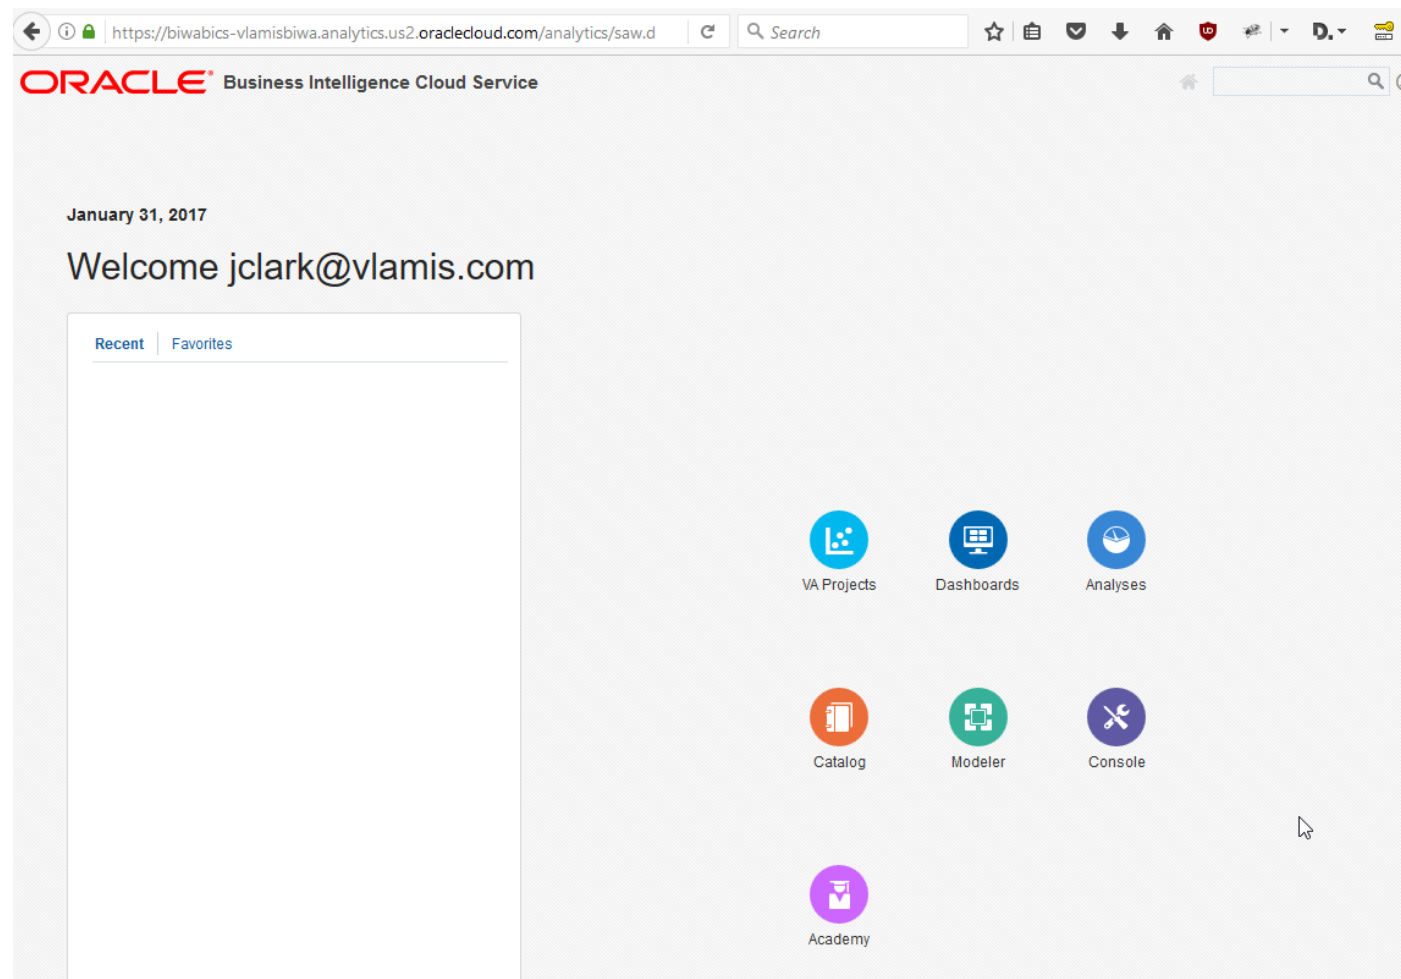 https://biwabics-vlamisbiwa.analytics.us2.oraclecloud.com/analytics/saw.d
Search
D.
ORACLE Business Intelligence Cloud Service
January 31, 2017
Welcome jclark@vlamis.com
Recent Favorites
VA Projects Dashboards Analyses
Catalog Modeler Console
Academy